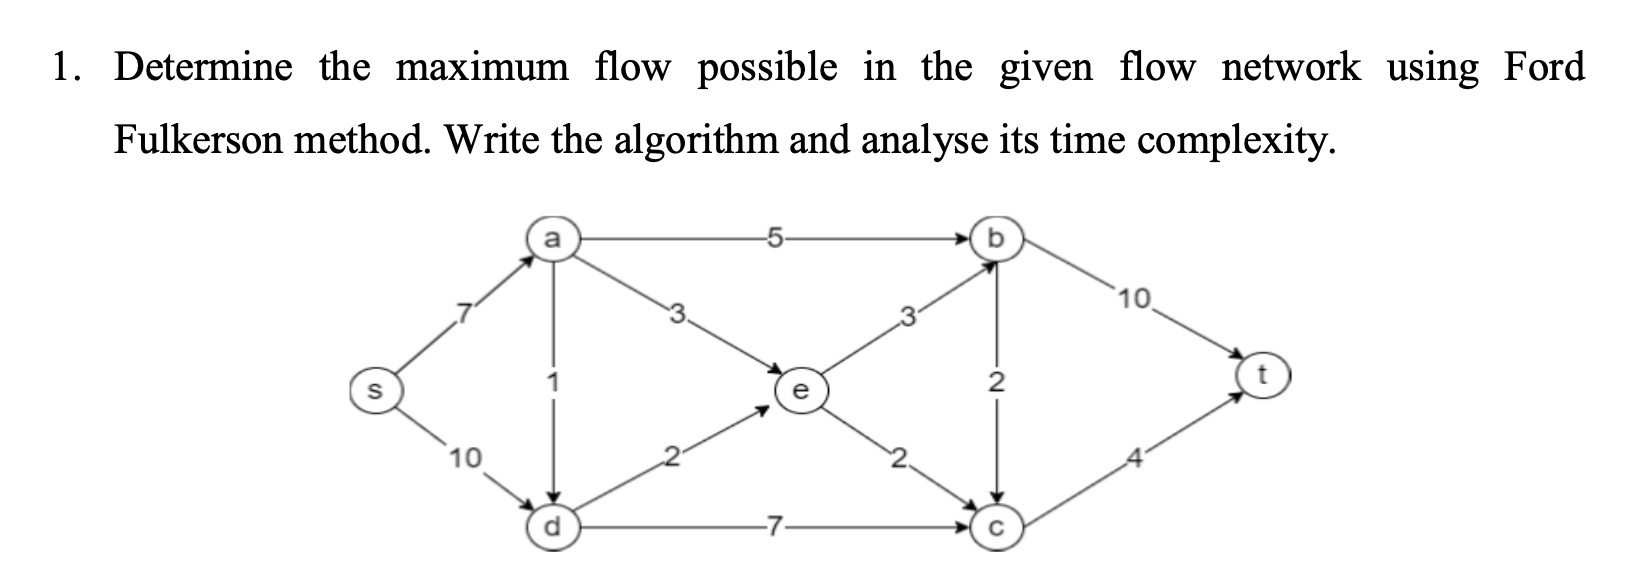 1. Determine the maximum flow possible in the given flow network using Ford
Fulkerson method. Write the algorithm and analyse its time complexity.
a
5
b
7
3
3
10
s
1
e
2
t
10
2
2
4
d
7
c